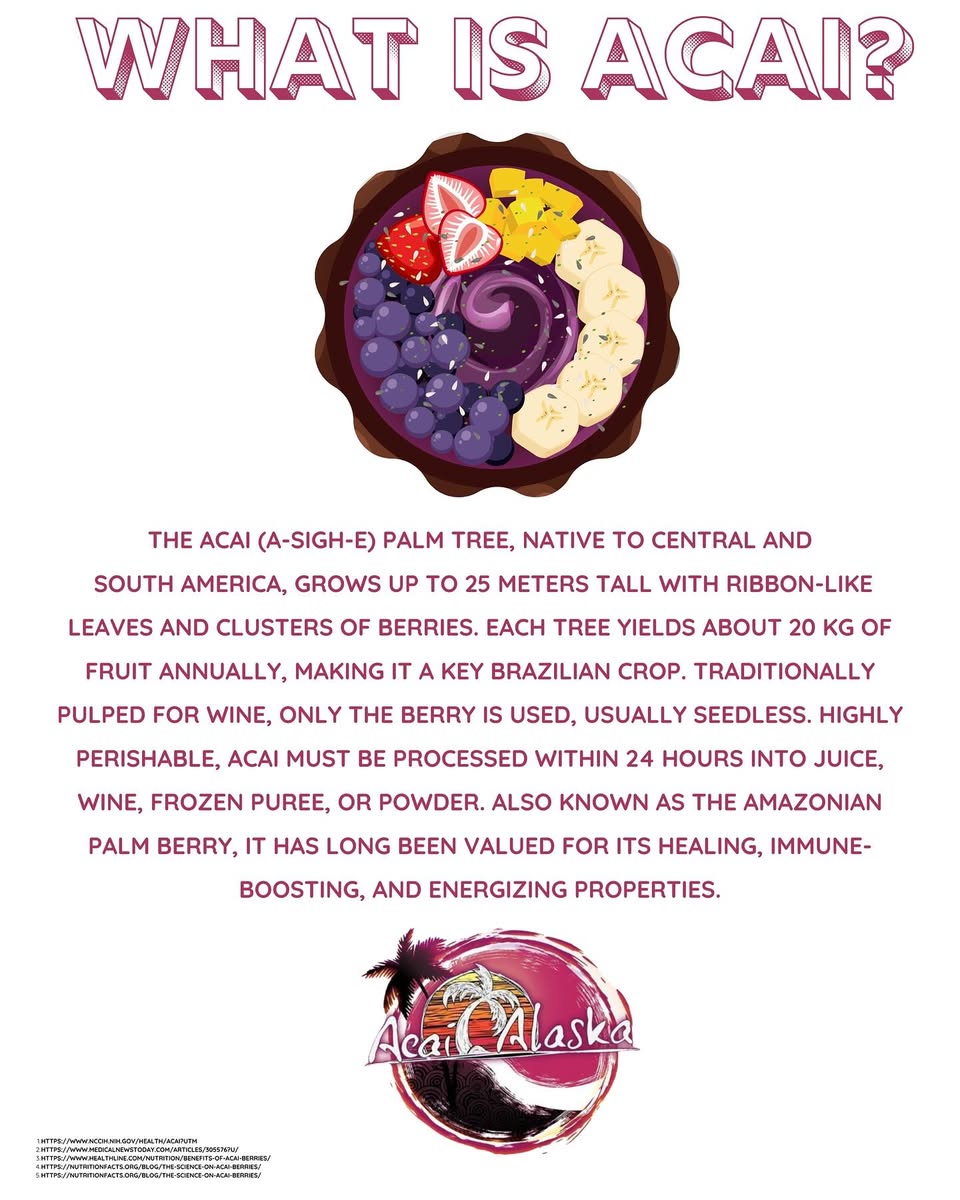 WHAT IS ACAI?
THE ACAI (A-SIGH-E) PALM TREE, NATIVE TO CENTRAL AND
SOUTH AMERICA, GROWS UP TO 25 METERS TALL WITH RIBBON-LIKE
LEAVES AND CLUSTERS OF BERRIES. EACH TREE YIELDS ABOUT 20 KG OF
FRUIT ANNUALLY, MAKING IT A KEY BRAZILIAN CROP. TRADITIONALLY
PULPED FOR WINE, ONLY THE BERRY IS USED, USUALLY SEEDLESS. HIGHLY
PERISHABLE, ACAI MUST BE PROCESSED WITHIN 24 HOURS INTO JUICE,
WINE, FROZEN PUREE, OR POWDER. ALSO KNOWN AS THE AMAZONIAN
PALM BERRY, IT HAS LONG BEEN VALUED FOR ITS HEALING, IMMUNE-
BOOSTING, AND ENERGIZING PROPERTIES.
Acai Alaska
1.HTTPS://WWW.NCCIH.NIH.GOV/HEALTH/ACAI?UTM
2.HTTPS://WWW.MEDICALNEWSTODAY.COM/ARTICLES/305576?U/
3.HTTPS://WWW.HEALTHLINE.COM/NUTRITION/BENEFITS-OF-ACAI-BERRIES/
4.HTTPS://NUTRITIONFACTS.ORG/BLOG/THE-SCIENCE-ON-ACAI-BERRIES/
5.HTTPS://NUTRITIONFACTS.ORG/BLOG/THE-SCIENCE-ON-ACAI-BERRIES/